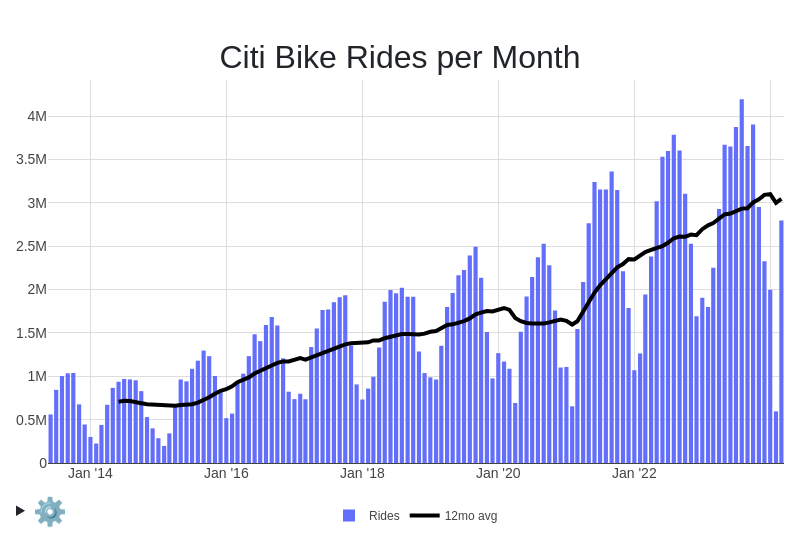 Citi Bike Rides per Month
4M
3.5M
3M
2.5M
2M
1.5M
1M
0.5M
0
Jan '14 Jan '16 Jan '18 Jan '20 Jan '22
Rides 12mo avg